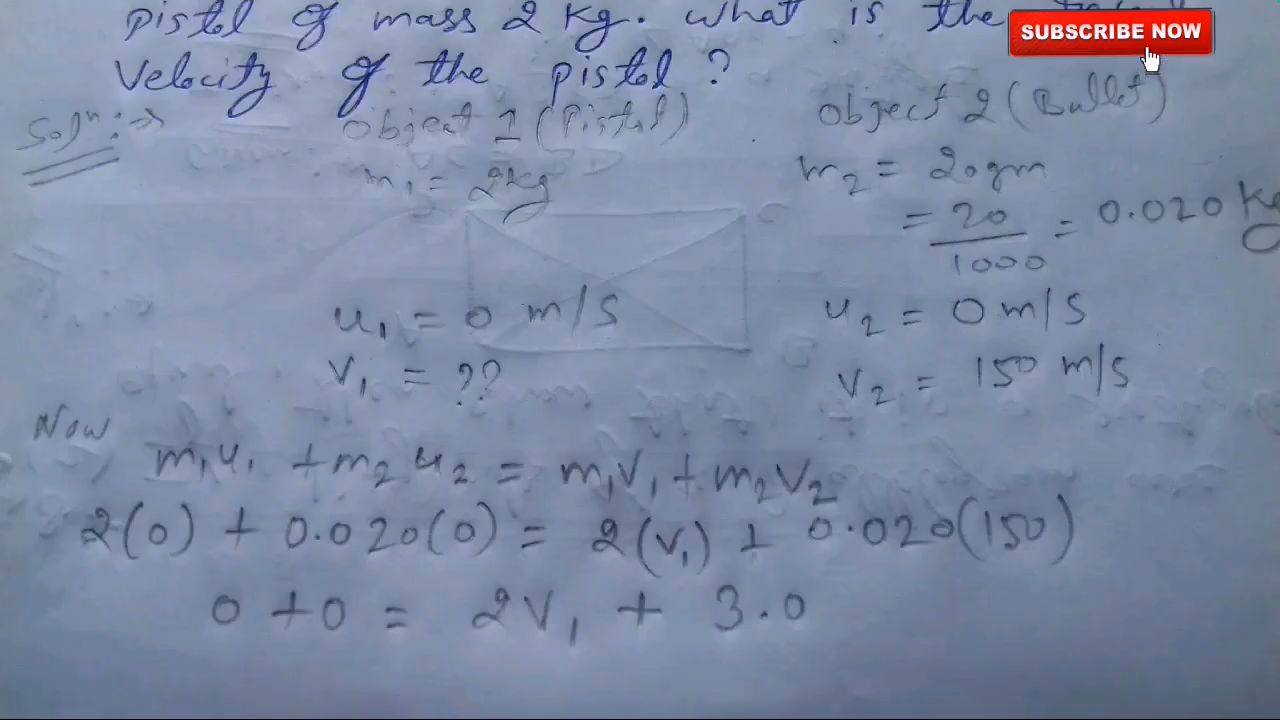 pistol of mass 2 kg. what is the
SUBSCRIBE NOW
velocity of the pistol ?
Solⁿ :->
object 1 (Pistol)
object 2 (Bullet)
m₁ = 2kg
m₂ = 20gm
= 20/1000 = 0.020 Kg
u₁ = 0 m/s
u₂ = 0 m/s
v₁ = ??
v₂ = 150 m/s
Now
m₁u₁ + m₂u₂ = m₁v₁ + m₂v₂
2(0) + 0.020(0) = 2(v₁) + 0.020(150)
0 + 0 = 2v₁ + 3.0